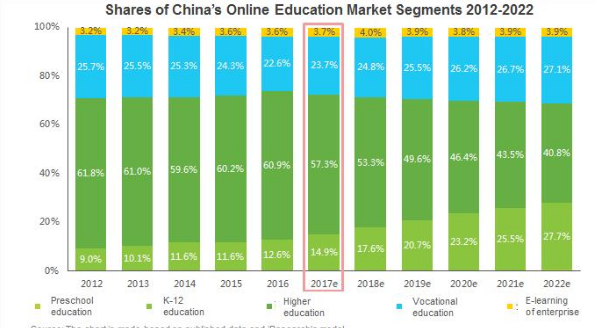 Shares of China's Online Education Market Segments 2012-2022
100% 3.2% 3.2% 3.4% 3.6% 3.6% 3.7% 4.0% 3.9% 3.8% 3.9% 3.9%
80% 25.7% 25.5% 25.3% 24.3% 22.6% 23.7% 24.8% 25.5% 26.2% 26.7% 27.1%
60%
40% 61.8% 61.0% 59.6% 60.2% 60.9% 57.3% 53.3% 49.6% 46.4% 43.5% 40.8%
20%
9.0% 10.1% 11.6% 11.6% 12.6% 14.9% 17.6% 20.7% 23.2% 25.5% 27.7%
0%
2012 2013 2014 2015 2016 2017e 2018e 2019e 2020e 2021e 2022e
Preschool education
K-12 education
Higher education
Vocational education
E-learning of enterprise